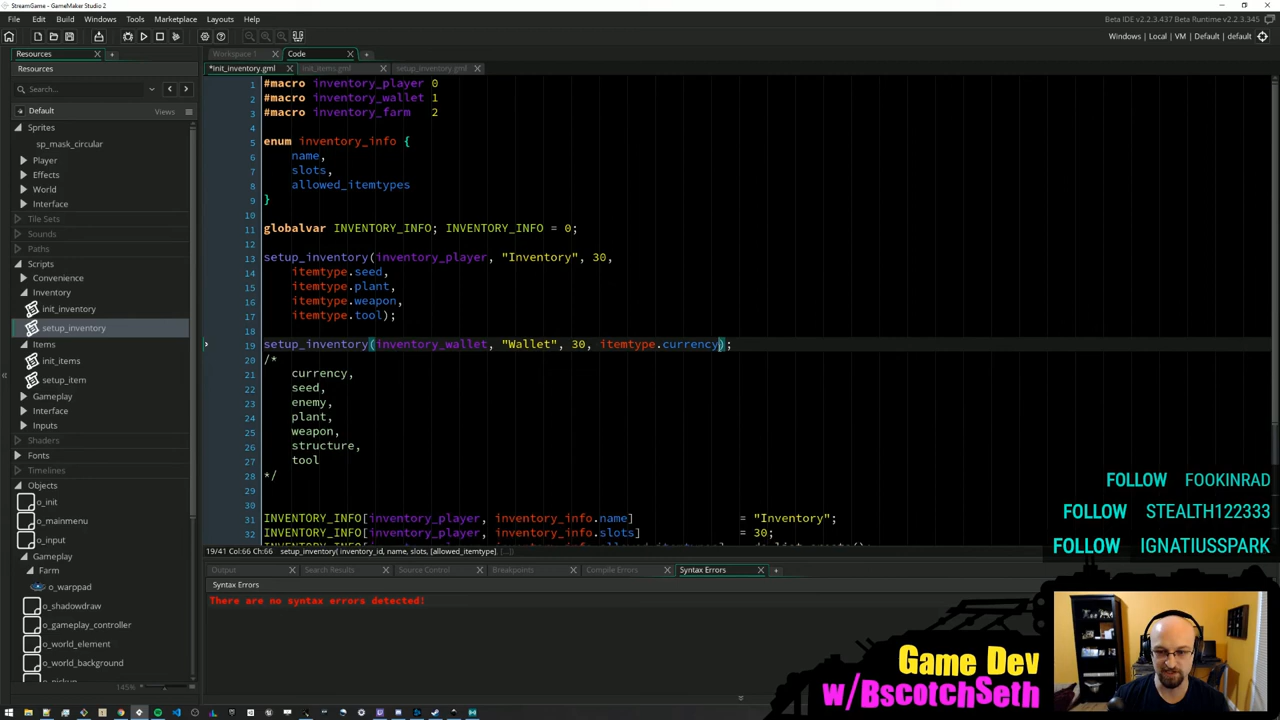 StreamGame - GameMaker Studio 2
File Edit Build Windows Tools Marketplace Layouts Help
Beta IDE v2.2.3.437 Beta Runtime v2.2.3.345
Windows | Local | VM | Default | default
Resources
Workspace 1
Code
Resources
*init_inventory.gml
init_items.gml
setup_inventory.gml
Search...
Default
Views
Sprites
sp_mask_circular
Player
Effects
World
Interface
Tile Sets
Sounds
Paths
Scripts
Convenience
Inventory
init_inventory
setup_inventory
Items
init_items
setup_item
Gameplay
Interface
Inputs
Shaders
Fonts
Timelines
Objects
o_init
o_mainmenu
o_input
Gameplay
Farm
o_warppad
o_shadowdraw
o_gameplay_controller
o_world_element
o_world_background
145%
1 #macro inventory_player 0
2 #macro inventory_wallet 1
3 #macro inventory_farm 2
4
5 enum inventory_info {
6 name,
7 slots,
8 allowed_itemtypes
9 }
10
11 globalvar INVENTORY_INFO; INVENTORY_INFO = 0;
12
13 setup_inventory(inventory_player, "Inventory", 30,
14 itemtype.seed,
15 itemtype.plant,
16 itemtype.weapon,
17 itemtype.tool);
18
19 setup_inventory(inventory_wallet, "Wallet", 30, itemtype.currency);
20 /*
21 currency,
22 seed,
23 enemy,
24 plant,
25 weapon,
26 structure,
27 tool
28 */
29
30
31 INVENTORY_INFO[inventory_player, inventory_info.name] = "Inventory";
32 INVENTORY_INFO[inventory_player, inventory_info.slots] = 30;
19/41 Col:66 Ch:66 setup_inventory( inventory_id, name, slots, [allowed_itemtype], [...]
Output
Search Results
Source Control
Breakpoints
Compile Errors
Syntax Errors
Syntax Errors
There are no syntax errors detected!
FOLLOW FOOKINRAD
FOLLOW STEALTH122333
FOLLOW IGNATIUSSPARK
Game Dev
w/BscotchSeth